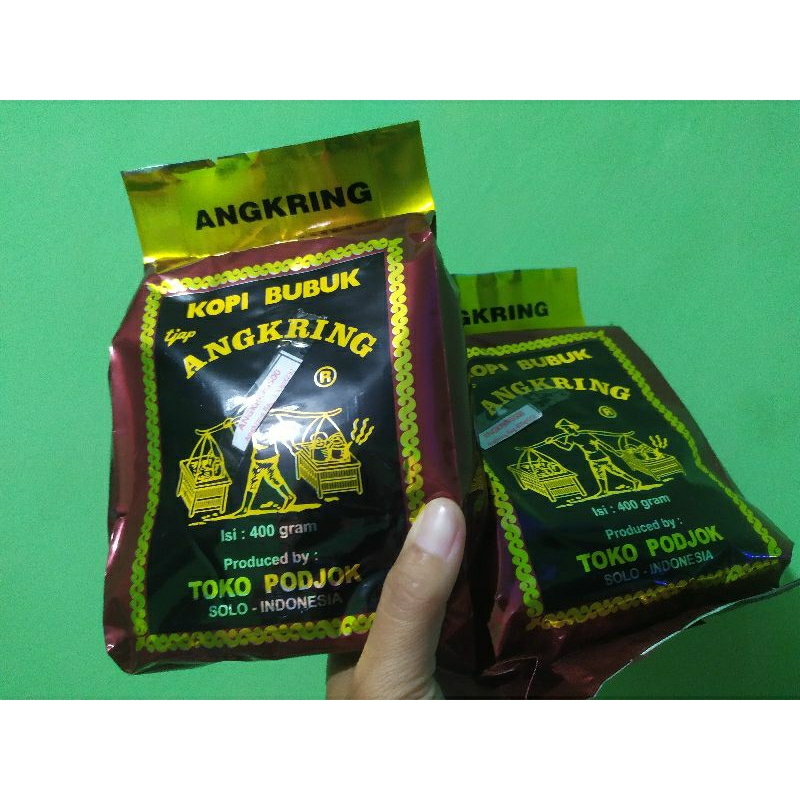 ANGKRING
KOPI BUBUK
tjap
ANGKRING
®
Isi : 400 gram
Produced by :
TOKO PODJOK
SOLO - INDONESIA
GKRING
KOPI BUBUK
ANGKRING
®
Isi : 400 gram
Produced by :
TOKO PODJOK
SOLO - INDONESIA